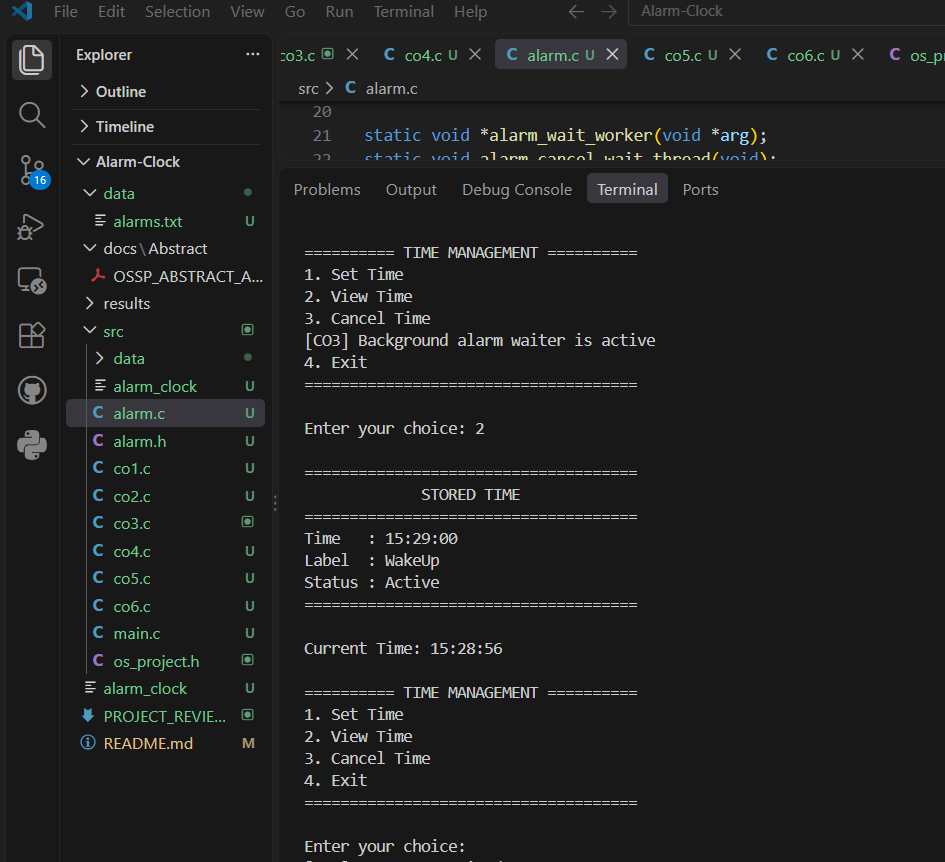 File Edit Selection View Go Run Terminal Help Alarm-Clock
Explorer
Outline
Timeline
Alarm-Clock
data
alarms.txt U
docs\Abstract
OSSP_ABSTRACT_A...
results
src
data
alarm_clock U
alarm.c U
alarm.h U
co1.c U
co2.c U
co3.c
co4.c U
co5.c U
co6.c U
main.c U
os_project.h
alarm_clock U
PROJECT_REVIE...
README.md M
16
co3.c co4.c U alarm.c U co5.c U co6.c U os_pr
src > C alarm.c
20
21 static void *alarm_wait_worker(void *arg);
22 static void alarm_cancel_wait_thread(void);
Problems Output Debug Console Terminal Ports
========== TIME MANAGEMENT ==========
1. Set Time
2. View Time
3. Cancel Time
[CO3] Background alarm waiter is active
4. Exit
=====================================
Enter your choice: 2
=====================================
STORED TIME
=====================================
Time   : 15:29:00
Label  : WakeUp
Status : Active
=====================================
Current Time: 15:28:56
========== TIME MANAGEMENT ==========
1. Set Time
2. View Time
3. Cancel Time
4. Exit
=====================================
Enter your choice: